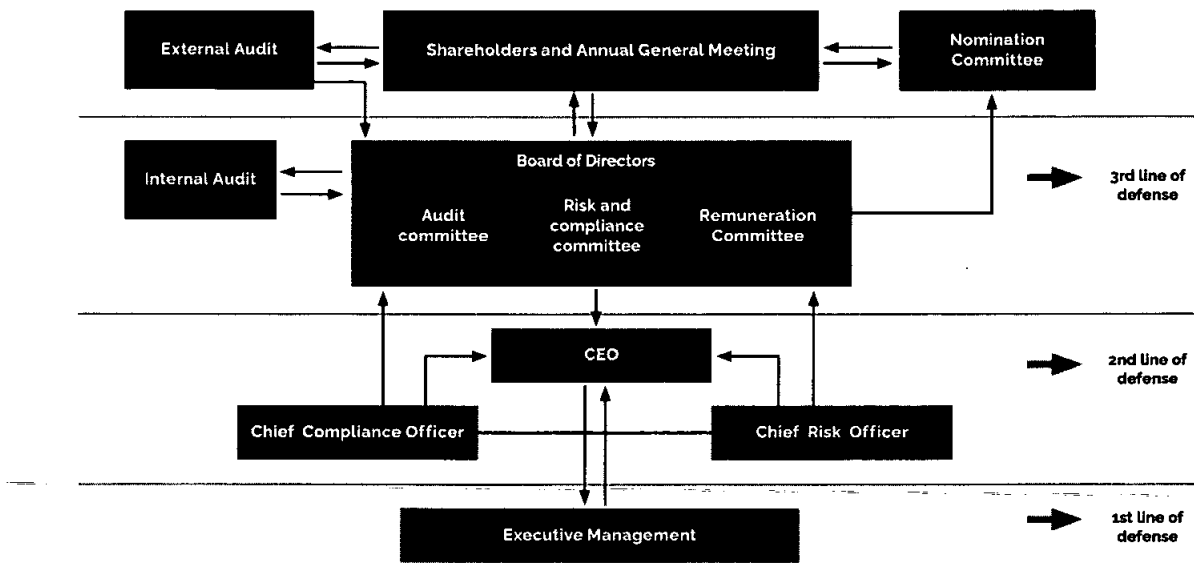 External Audit
Shareholders and Annual General Meeting
Nomination
Committee
Internal Audit
Board of Directors
Audit
committee
Risk and
compliance
committee
Remuneration
Committee
3rd line of
defense
CEO
2nd line of
defense
Chief Compliance Officer
Chief Risk Officer
Executive Management
1st line of
defense